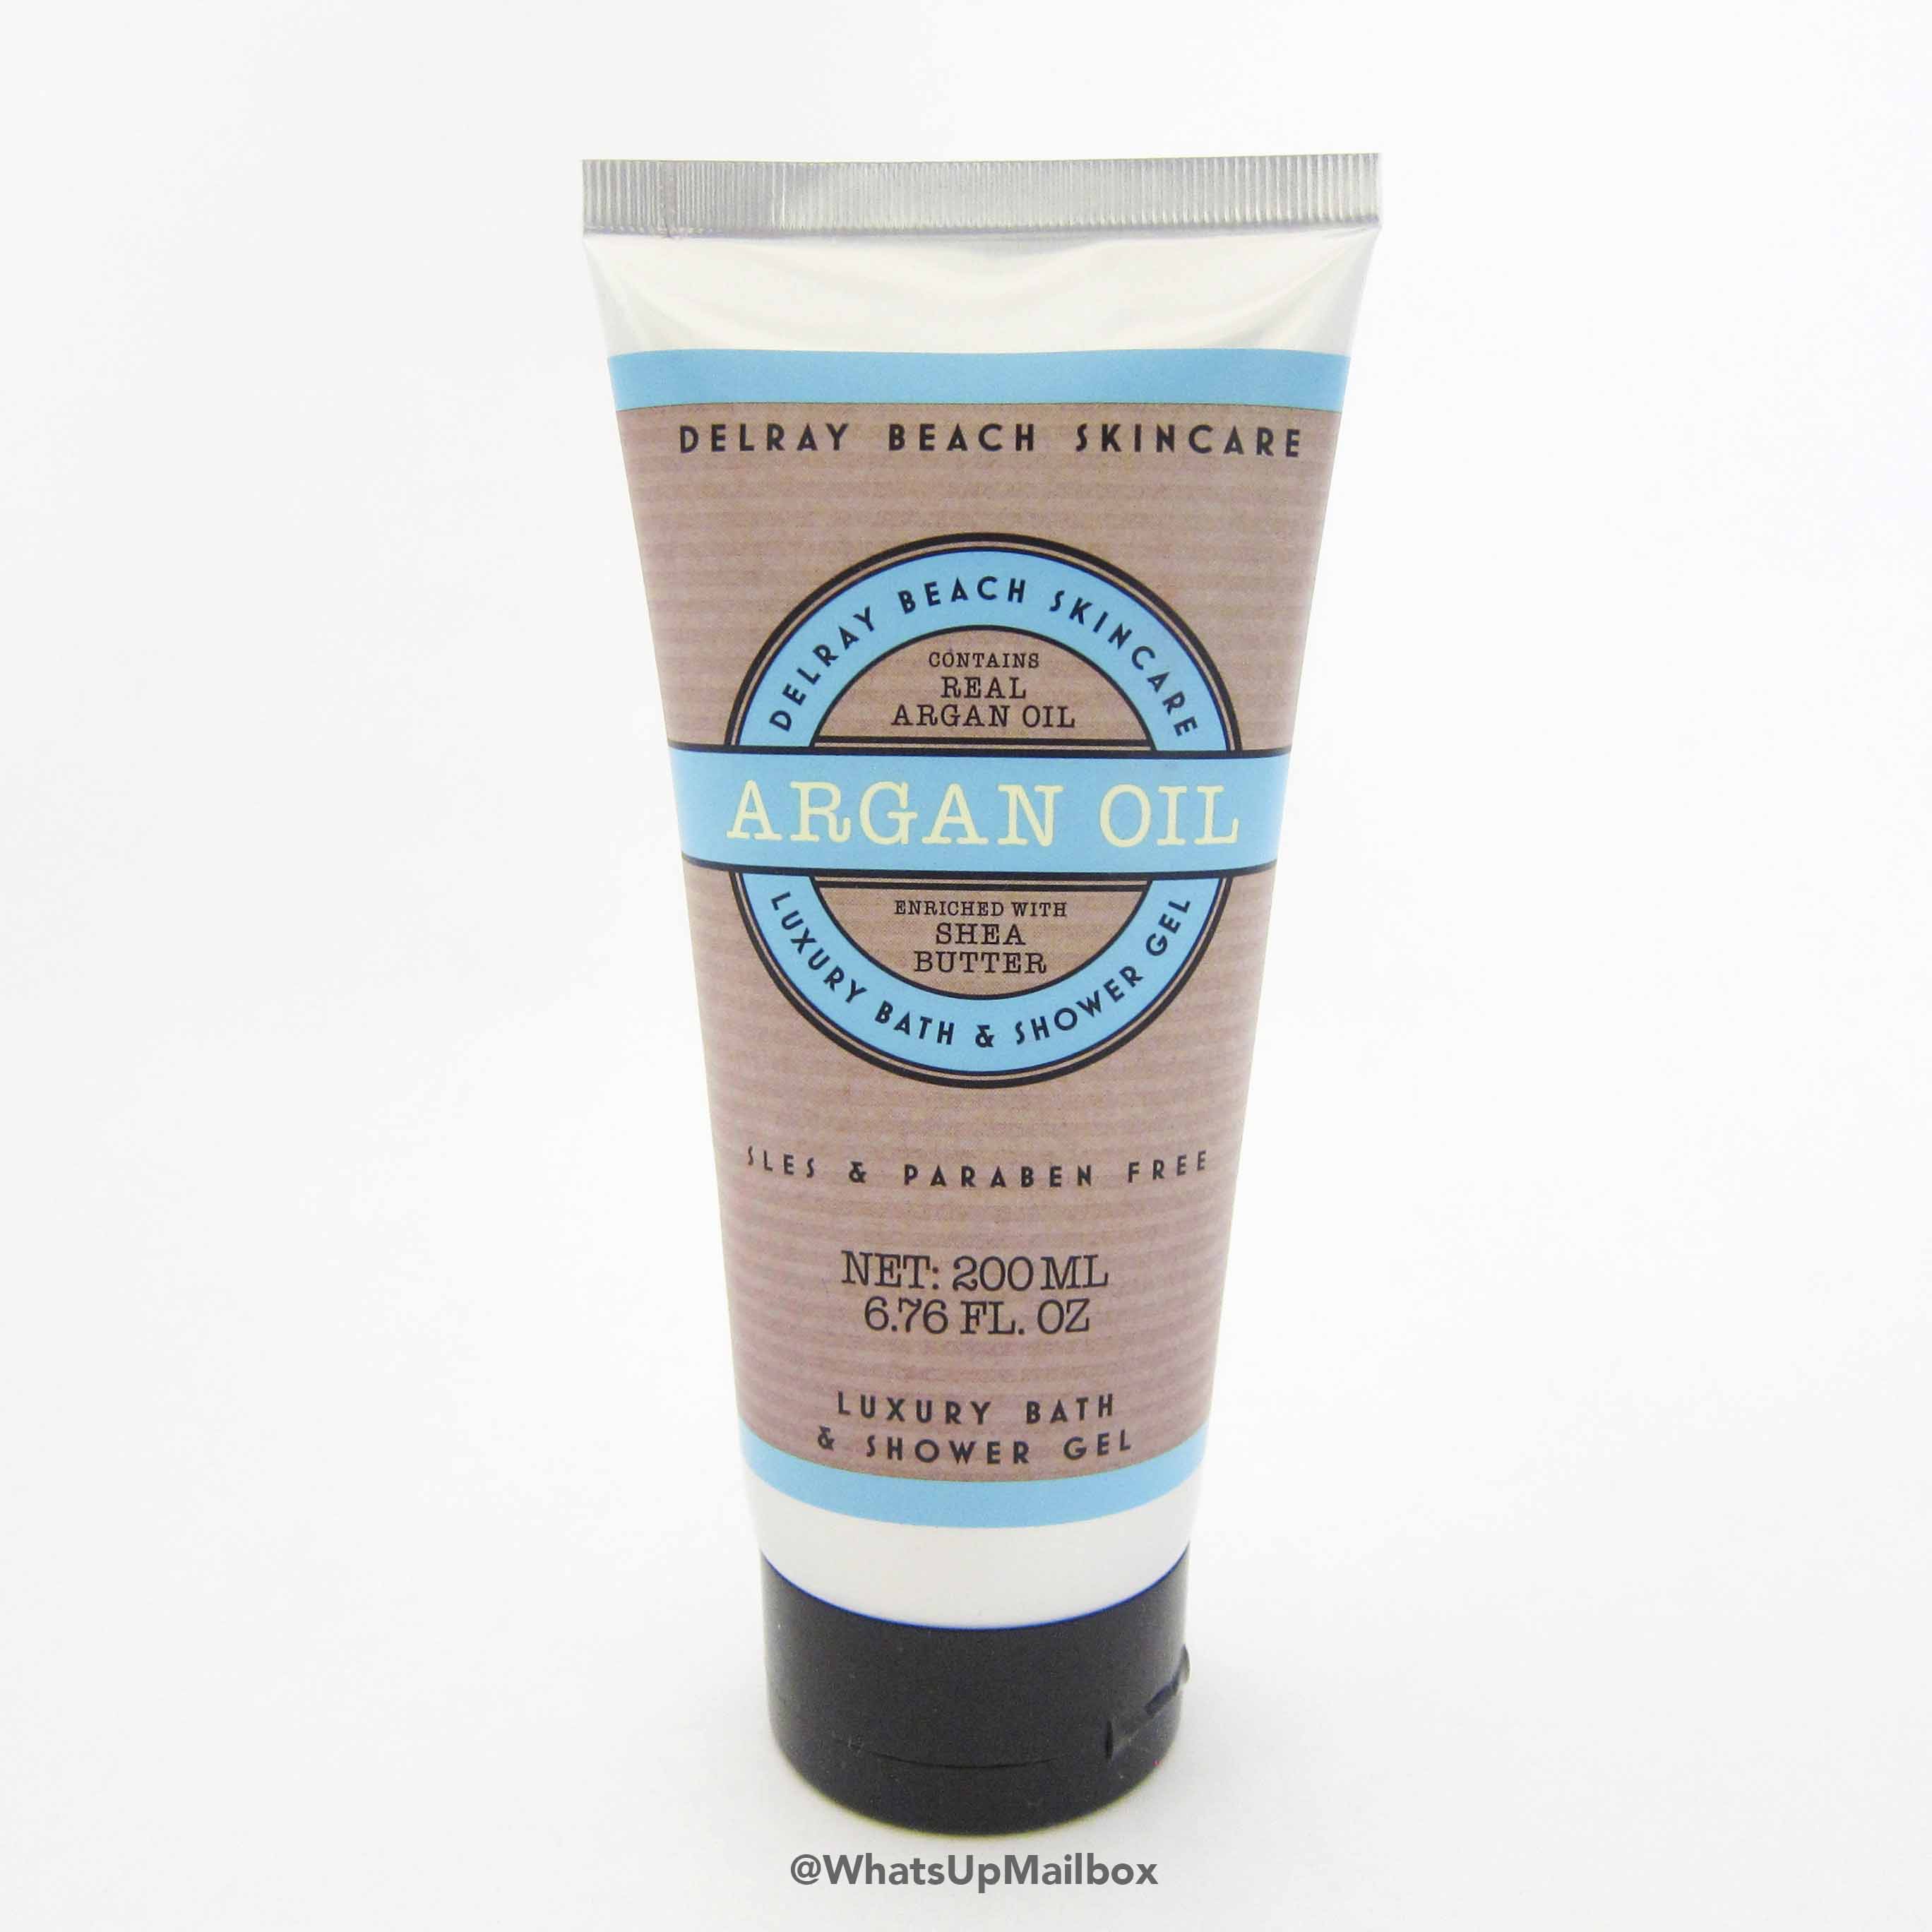 DELRAY BEACH SKINCARE
DELRAY BEACH SKINCARE
CONTAINS
REAL
ARGAN OIL
ARGAN OIL
ENRICHED WITH
SHEA
BUTTER
LUXURY BATH & SHOWER GEL
SLES & PARABEN FREE
NET: 200 ML
6.76 FL. OZ
LUXURY BATH
& SHOWER GEL
@WhatsUpMailbox